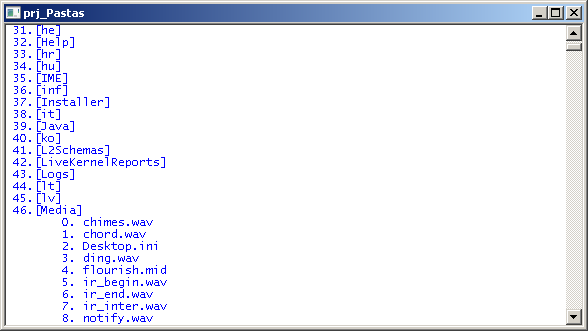 prj_Pastas
31.[he]
32.[Help]
33.[hr]
34.[hu]
35.[IME]
36.[inf]
37.[Installer]
38.[it]
39.[Java]
40.[ko]
41.[L2Schemas]
42.[LiveKernelReports]
43.[Logs]
44.[lt]
45.[lv]
46.[Media]
0. chimes.wav
1. chord.wav
2. Desktop.ini
3. ding.wav
4. flourish.mid
5. ir_begin.wav
6. ir_end.wav
7. ir_inter.wav
8. notify.wav